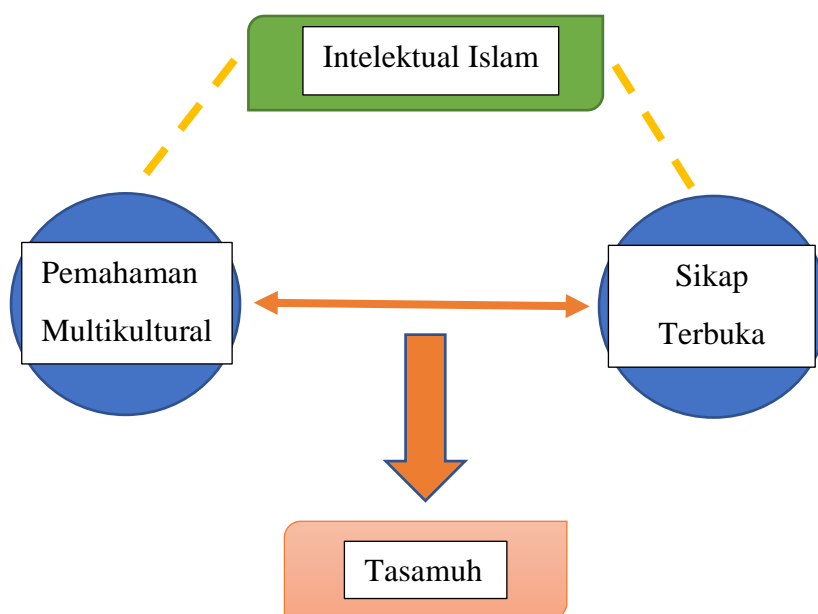 Intelektual Islam
Pemahaman
Multikultural
Sikap
Terbuka
Tasamuh